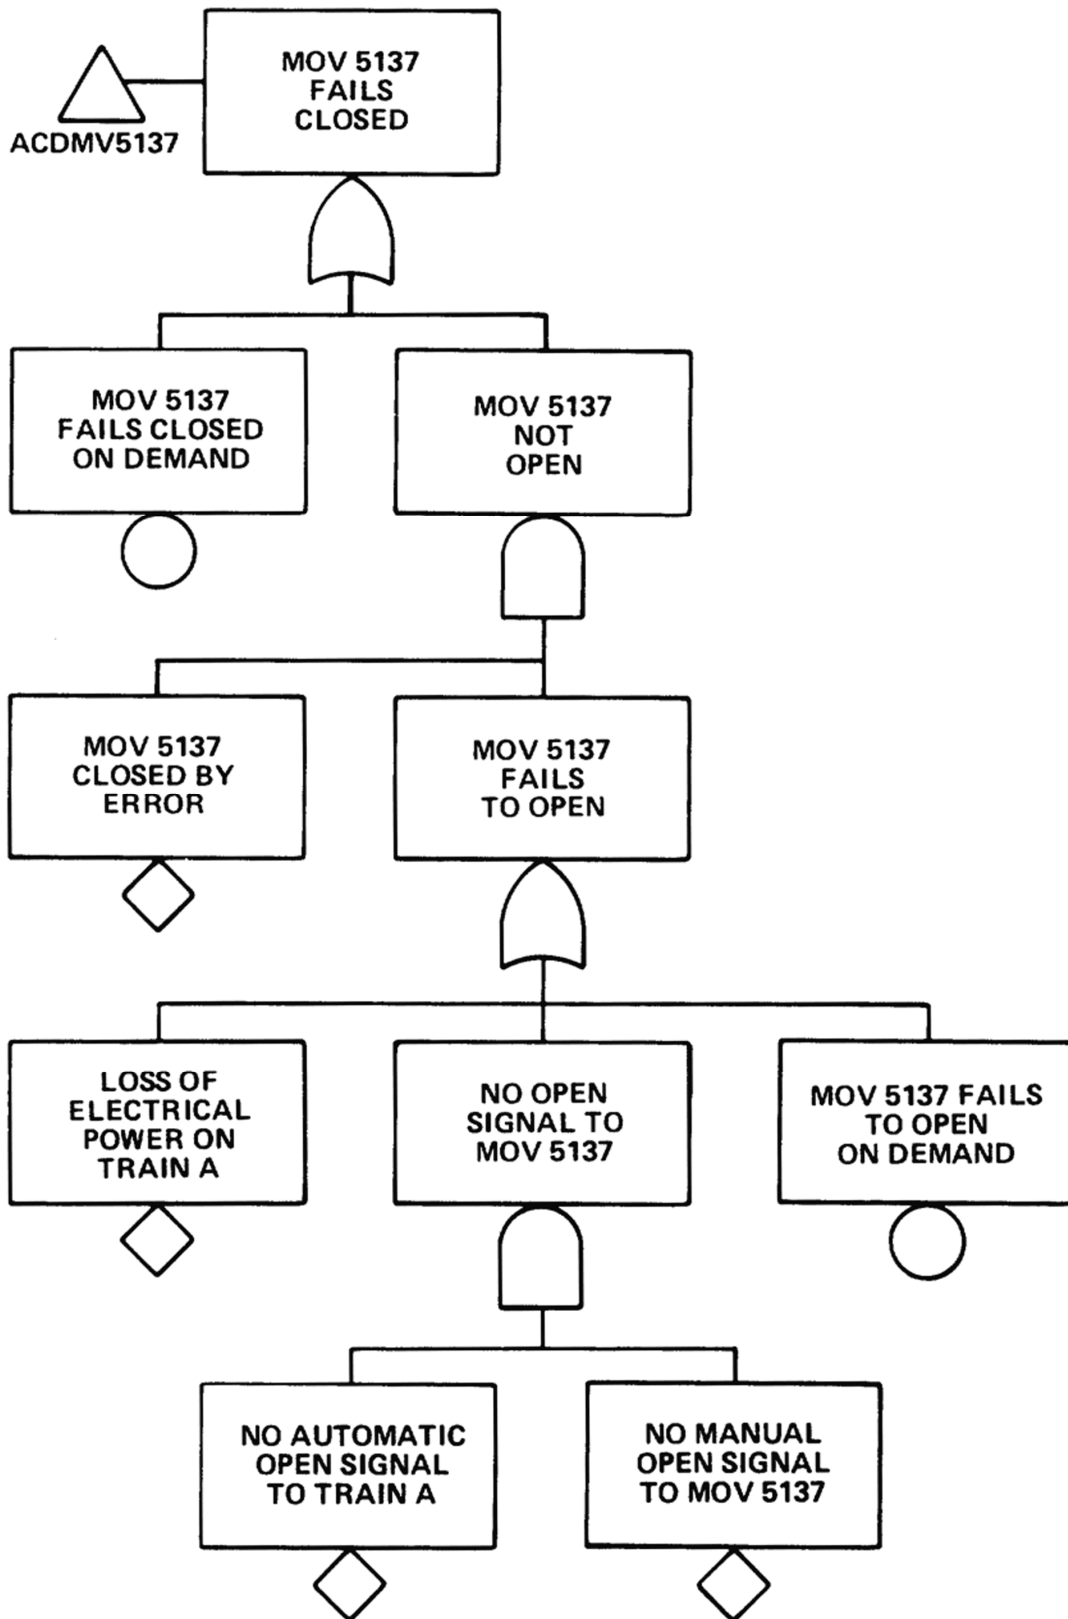 MOV 5137
FAILS
CLOSED
ACDMV5137
MOV 5137
FAILS CLOSED
ON DEMAND
MOV 5137
NOT
OPEN
MOV 5137
CLOSED BY
ERROR
MOV 5137
FAILS
TO OPEN
LOSS OF
ELECTRICAL
POWER ON
TRAIN A
NO OPEN
SIGNAL TO
MOV 5137
MOV 5137 FAILS
TO OPEN
ON DEMAND
NO AUTOMATIC
OPEN SIGNAL
TO TRAIN A
NO MANUAL
OPEN SIGNAL
TO MOV 5137